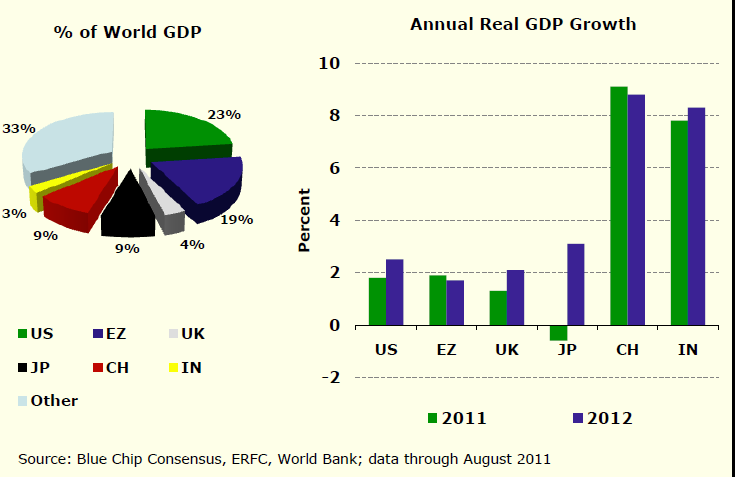 % of World GDP
23%
33%
19%
3%
9%
9%
4%
US
EZ
UK
JP
CH
IN
Other
Annual Real GDP Growth
Percent
10
8
6
4
2
0
-2
US
EZ
UK
JP
CH
IN
2011
2012
Source: Blue Chip Consensus, ERFC, World Bank; data through August 2011